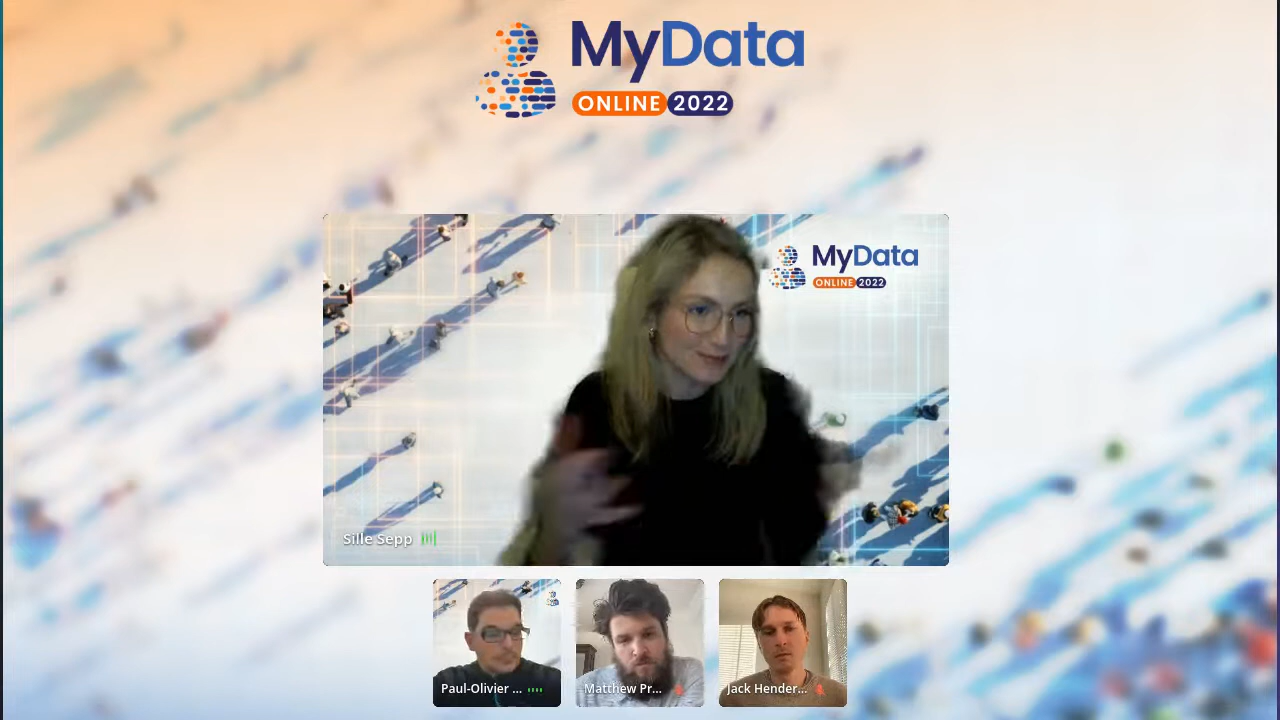 MyData
ONLINE 2022
MyData
ONLINE 2022
Sille Sepp
Paul-Olivier ...
Matthew Pr...
Jack Hender...